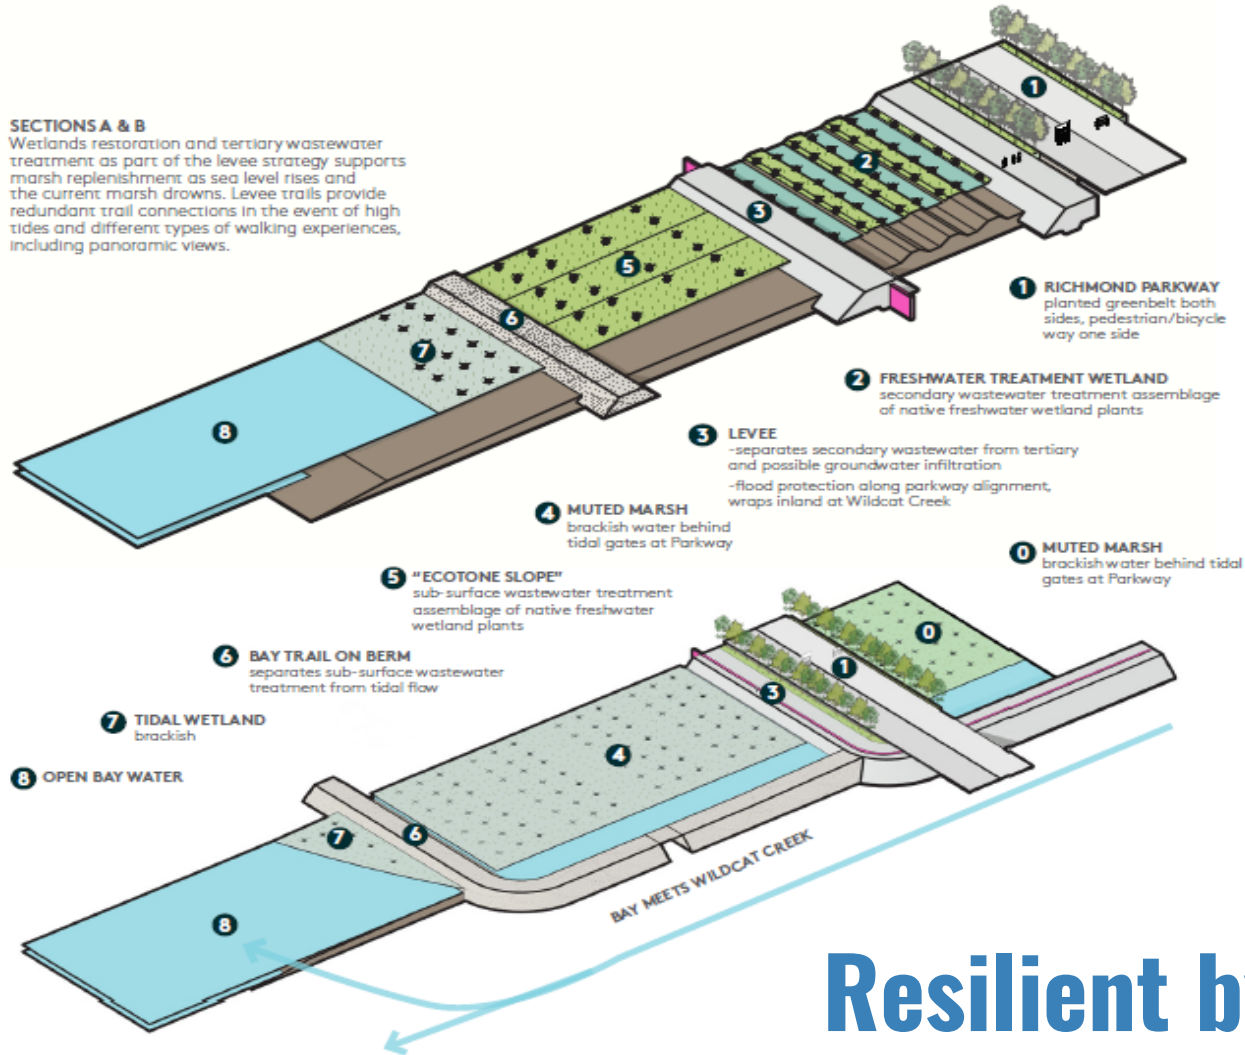 SECTIONS A & B
Wetlands restoration and tertiary wastewater
treatment as part of the levee strategy supports
marsh replenishment as sea level rises and
the current marsh drowns. Levee trails provide
redundant trail connections in the event of high
tides and different types of walking experiences,
including panoramic views.
1
2
3
5
6
7
8
1 RICHMOND PARKWAY
planted greenbelt both
sides, pedestrian/bicycle
way one side
2 FRESHWATER TREATMENT WETLAND
secondary wastewater treatment assemblage
of native freshwater wetland plants
3 LEVEE
-separates secondary wastewater from tertiary
and possible groundwater infiltration
-flood protection along parkway alignment,
wraps inland at Wildcat Creek
4 MUTED MARSH
brackish water behind
tidal gates at Parkway
0 MUTED MARSH
brackish water behind tidal
gates at Parkway
5 "ECOTONE SLOPE"
sub-surface wastewater treatment
assemblage of native freshwater
wetland plants
6 BAY TRAIL ON BERM
separates sub-surface wastewater
treatment from tidal flow
7 TIDAL WETLAND
brackish
8 OPEN BAY WATER
0
1
3
4
6
7
8
BAY MEETS WILDCAT CREEK
Resilient b